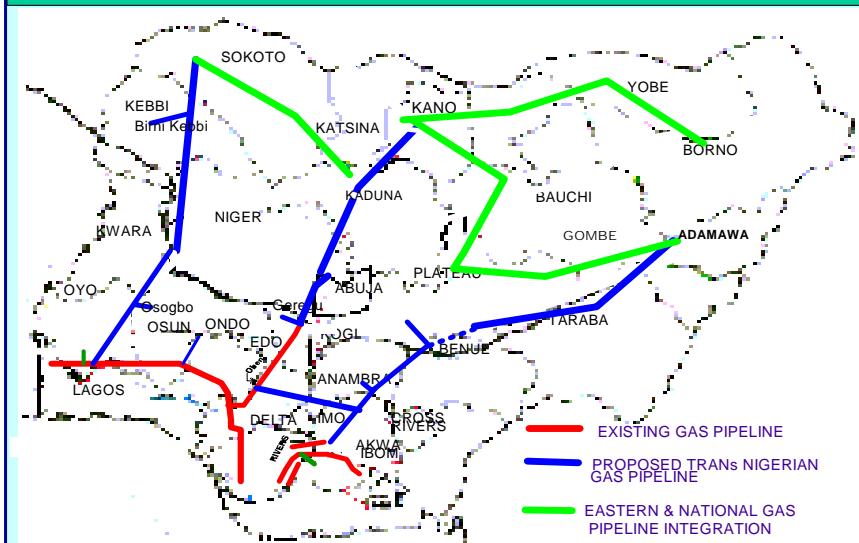 SOKOTO
YOBE
KEBBI
KANO
Birni Kebbi
KATSINA
BORNO
KADUNA
BAUCHI
NIGER
KWARA
GOMBE
ADAMAWA
PLATEAU
OYO
ABUJA
Osogbo
Geregu
TARABA
OSUN
ONDO
EDO
OGI
BENUE
LAGOS
ANAMBRA
DELTA
IMO
CROSS
RIVERS
RIVERS
AKWA
IBOM
EXISTING GAS PIPELINE
PROPOSED TRANs NIGERIAN
GAS PIPELINE
EASTERN & NATIONAL GAS
PIPELINE INTEGRATION